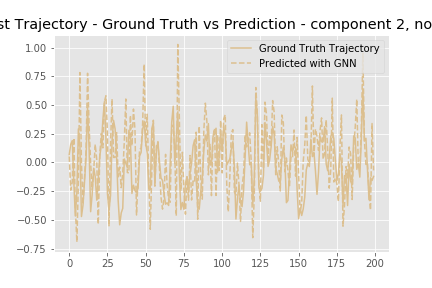 st Trajectory - Ground Truth vs Prediction - component 2, no
Ground Truth Trajectory
Predicted with GNN
1.00
0.75
0.50
0.25
0.00
−0.25
−0.50
−0.75
0 25 50 75 100 125 150 175 200